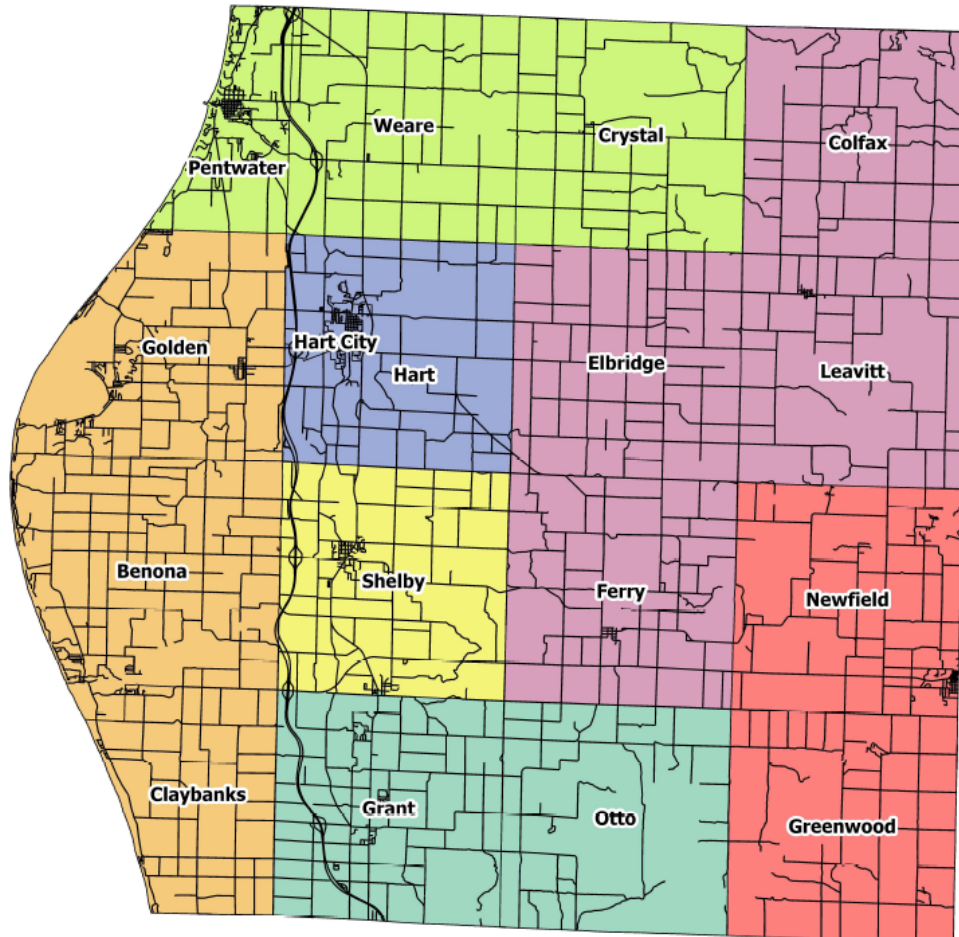 Weare
Crystal
Colfax
Pentwater
Hart City
Golden
Hart
Elbridge
Leavitt
Benona
Shelby
Ferry
Newfield
Claybanks
Grant
Otto
Greenwood